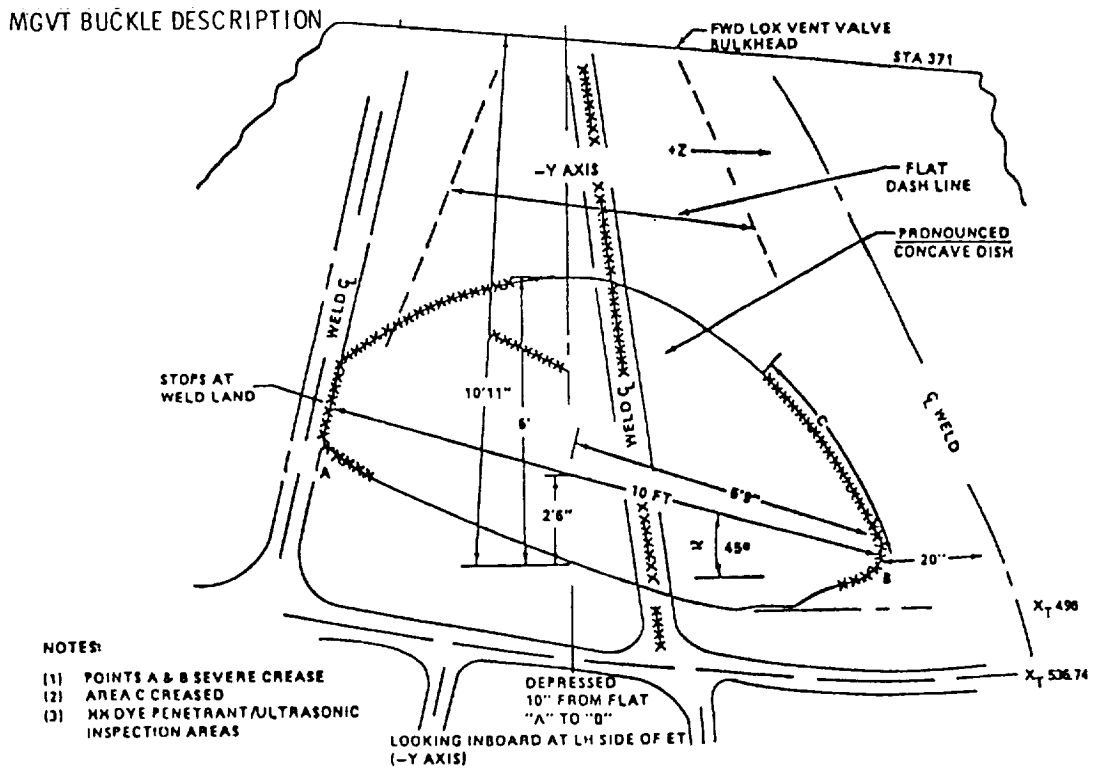 MGVT BUCKLE DESCRIPTION
FWD LOX VENT VALVE
BULKHEAD
STA 371
+Z
-Y AXIS
FLAT
DASH LINE
PRONOUNCED
CONCAVE DISH
WELD ℄
STOPS AT
WELD LAND
10'11"
6'
WELD ℄
C
℄ WELD
A
6'8"
10 FT
2'6"
45°
20"
B
X_T 498
X_T 536.74
NOTES:
(1) POINTS A & B SEVERE CREASE
(2) AREA C CREASED
(3) XX DYE PENETRANT/ULTRASONIC
INSPECTION AREAS
DEPRESSED
10" FROM FLAT
"A" TO "B"
LOOKING INBOARD AT LH SIDE OF ET
(-Y AXIS)